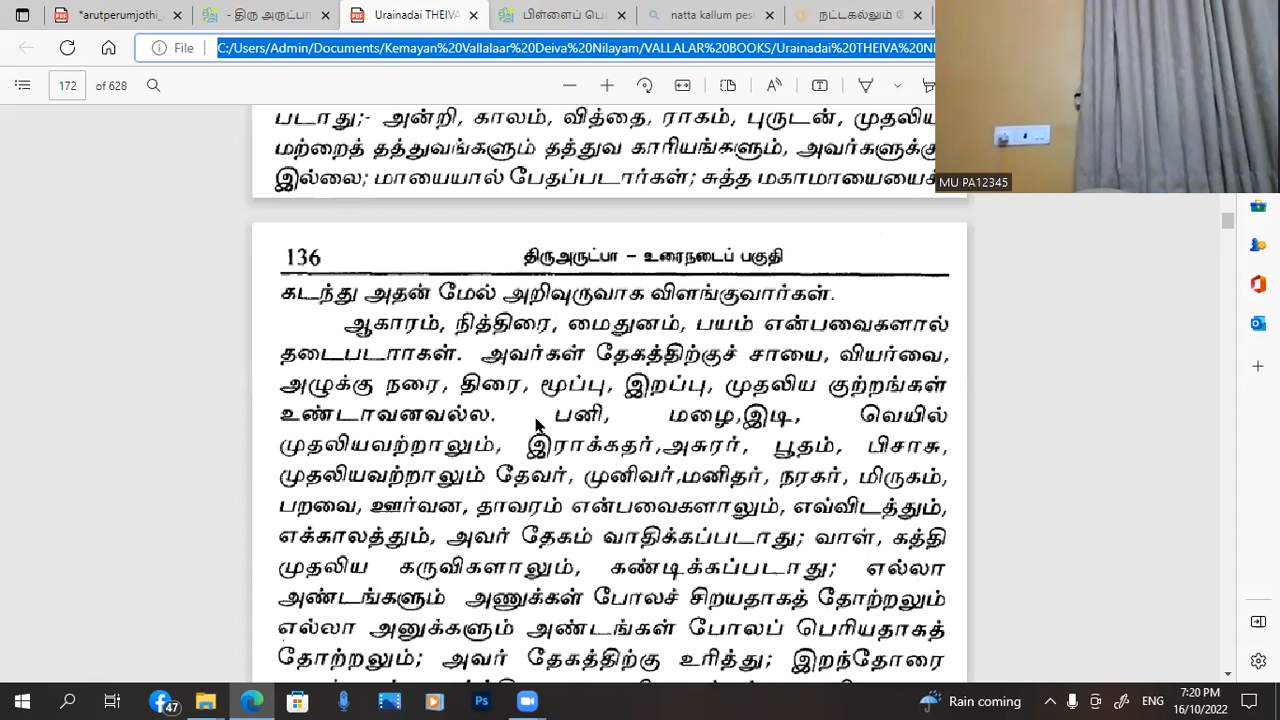 *arutperumjothi_
- திரு அருட்பா
Urainadai THEIVA N
பிள்ளைப் பெ
natta kallum pes
நட்டகல்லும்
File
C:/Users/Admin/Documents/Kemayan%20Vallalaar%20Deiva%20Nilayam/VALLALAR%20BOOKS/Urainadai%20THEIVA%20NI
172 of 628
படாது;- அன்றி, காலம், வித்தை, ராகம், புருடன், முதலிய
மற்றைத் தத்துவங்களும் தத்துவ காரியங்களும், அவர்களுக்கு
இல்லை; மாயையால் பேதப்படார்கள்; சுத்த மகாமாயையைக்
MU PA12345
136
திருஅருட்பா - உரைநடைப் பகுதி
கடந்து அதன் மேல் அறிவுருவாக விளங்குவார்கள்.
ஆகாரம், நித்திரை, மைதுனம், பயம் என்பவைகளால்
தடைபடாாகள். அவர்கள் தேகத்திற்குச் சாயை, வியர்வை,
அழுக்கு நரை, திரை, மூப்பு, இறப்பு, முதலிய குற்றங்கள்
உண்டாவனவல்ல. பனி, மழை,இடி, வெயில்
முதலியவற்றாலும், இராக்கதர்,அசுரர், பூதம், பிசாசு,
முதலியவற்றாலும் தேவர், முனிவர்,மனிதர், நரகர், மிருகம்,
பறவை, ஊர்வன, தாவரம் என்பவைகளாலும், எவ்விடத்தும்,
எக்காலத்தும், அவர் தேகம் வாதிக்கப்படாது; வாள், கத்தி
முதலிய கருவிகளாலும், கண்டிக்கப்படாது; எல்லா
அண்டங்களும் அணுக்கள் போலச் சிறயதாகத் தோற்றலும்
எல்லா அனுக்களும் அண்டங்கள் போலப் பெரியதாகத்
தோற்றலும்; அவர் தேகத்திற்கு உரித்து; இறந்தோரை
47
Rain coming
ENG
7:20 PM
16/10/2022